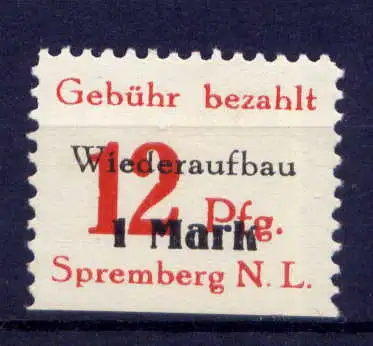 Gebühr bezahlt
Wiederaufbau
12 Pfg.
1 Mark
Spremberg N. L.